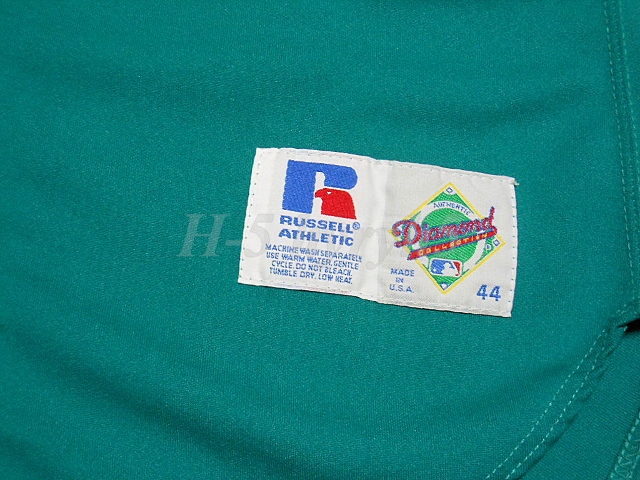 RUSSELL®
ATHLETIC
MACHINE WASH SEPARATELY.
USE WARM WATER, GENTLE
CYCLE. DO NOT BLEACH.
TUMBLE DRY. LOW HEAT.
AUTHENTIC
Diamond
COLLECTION
MADE
IN
U.S.A.
44